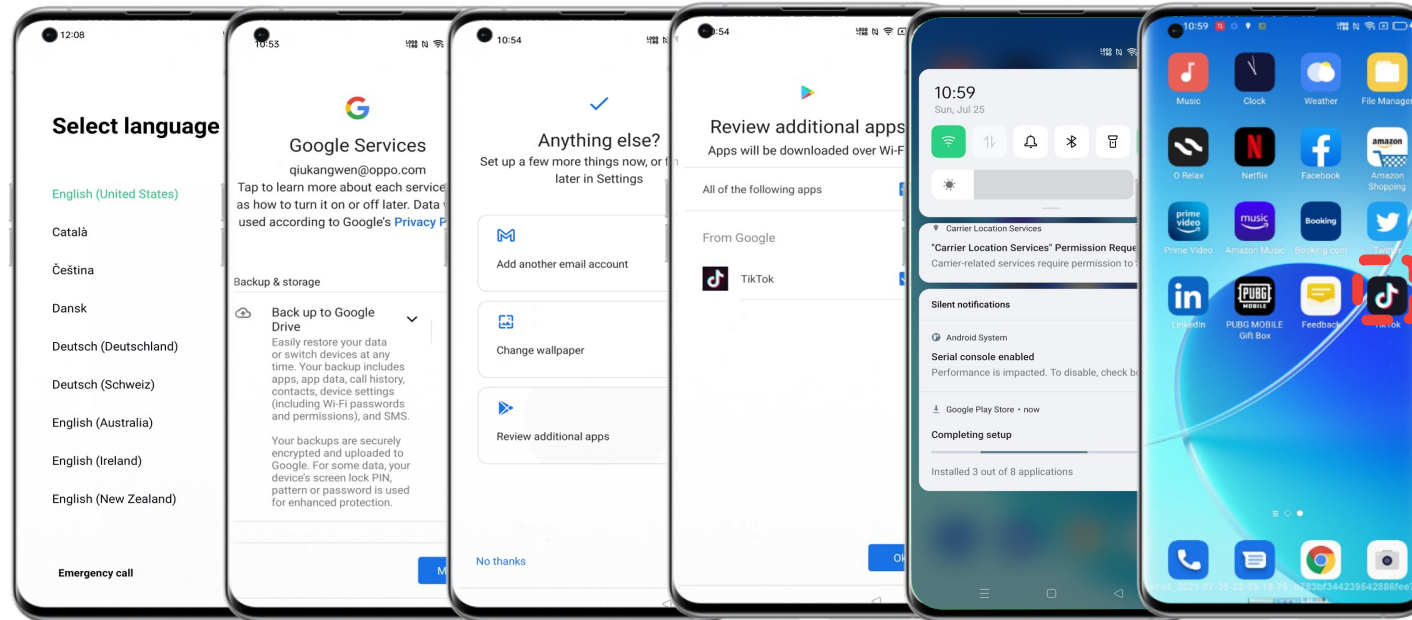 12:08
Select language
English (United States)
Català
Čeština
Dansk
Deutsch (Deutschland)
Deutsch (Schweiz)
English (Australia)
English (Ireland)
English (New Zealand)
Emergency call
10:53
Google Services
qiukangwen@oppo.com
Tap to learn more about each service
as how to turn it on or off later. Data
used according to Google's Privacy P
Backup & storage
Back up to Google
Drive
Easily restore your data
or switch devices at any
time. Your backup includes
apps, app data, call history,
contacts, device settings
(including Wi-Fi passwords
and permissions), and SMS.
Your backups are securely
encrypted and uploaded to
Google. For some data, your
device's screen lock PIN,
pattern or password is used
for enhanced protection.
M
10:54
Anything else?
Set up a few more things now, or
later in Settings
Add another email account
Change wallpaper
Review additional apps
No thanks
:54
Review additional apps
Apps will be downloaded over Wi-F
All of the following apps
From Google
TikTok
Ok
10:59
Sun, Jul 25
Carrier Location Services
"Carrier Location Services" Permission Reque
Carrier-related services require permission to
Silent notifications
Android System
Serial console enabled
Performance is impacted. To disable, check
Google Play Store • now
Completing setup
Installed 3 out of 8 applications
10:59
Music
Clock
Weather
File Manager
O Relax
Netflix
Facebook
amazon
Amazon
Shopping
prime
video
Prime Video
music
Amazon Music
Booking
Booking.com
Twitter
in
LinkedIn
PUBG
MOBILE
PUBG MOBILE
Gift Box
Feedback
TikTok